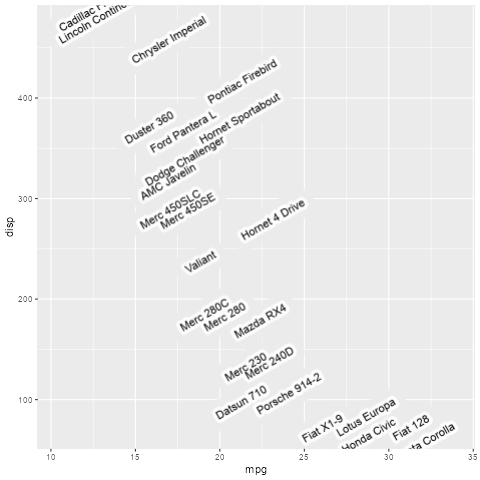 Cadillac F
Lincoln Contine
Chrysler Imperial
Pontiac Firebird
400
Duster 360
Ford Pantera L
Hornet Sportabout
Dodge Challenger
AMC Javelin
300
Merc 450SLC
Merc 450SE
Hornet 4 Drive
disp
Valiant
200
Merc 280C
Merc 280
Mazda RX4
Merc 230
Merc 240D
Datsun 710
Porsche 914-2
100
Fiat X1-9
Lotus Europa
Honda Civic
Fiat 128
ta Corolla
10 15 20 25 30 35
mpg